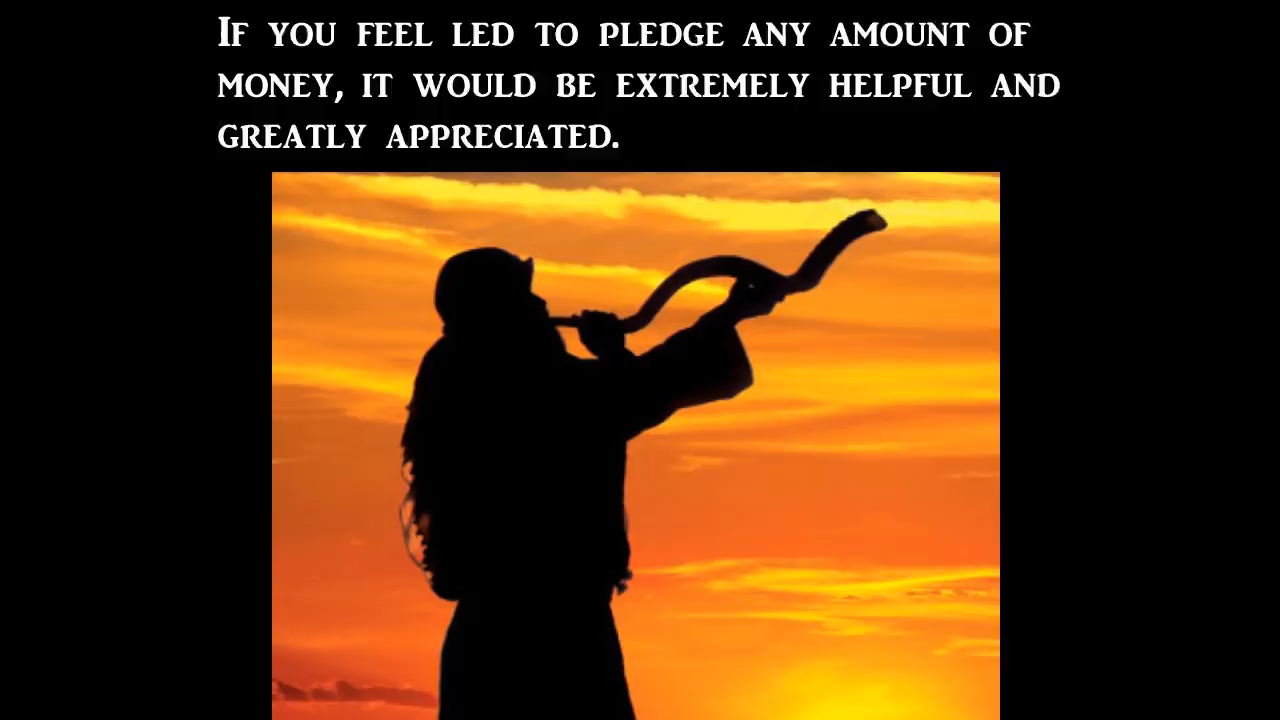 If you feel led to pledge any amount of
money, it would be extremely helpful and
greatly appreciated.